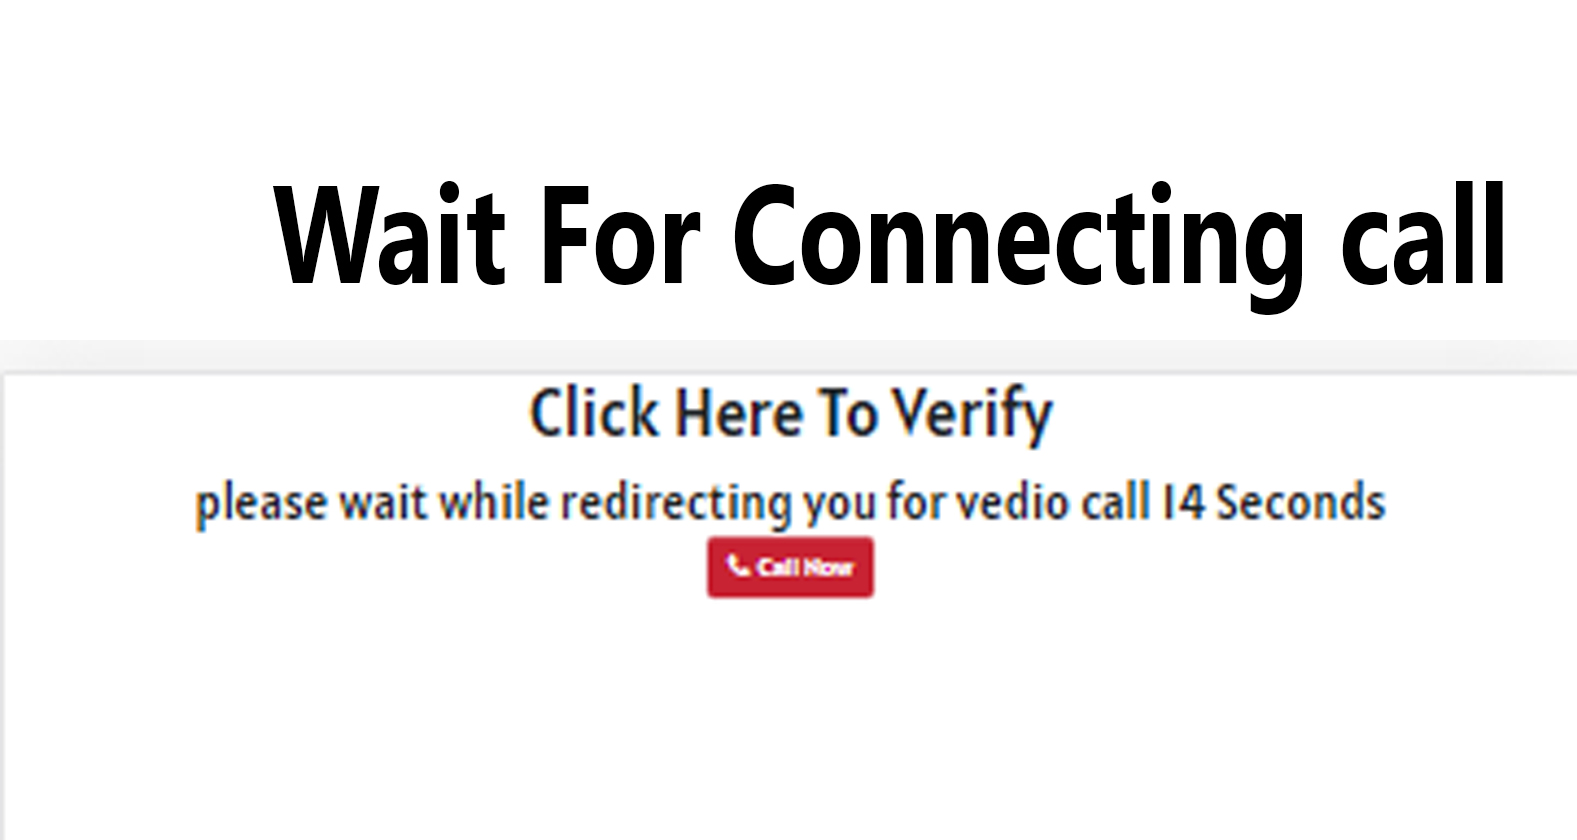 Wait For Connecting call
Click Here To Verify
please wait while redirecting you for vedio call 14 Seconds
Call Now